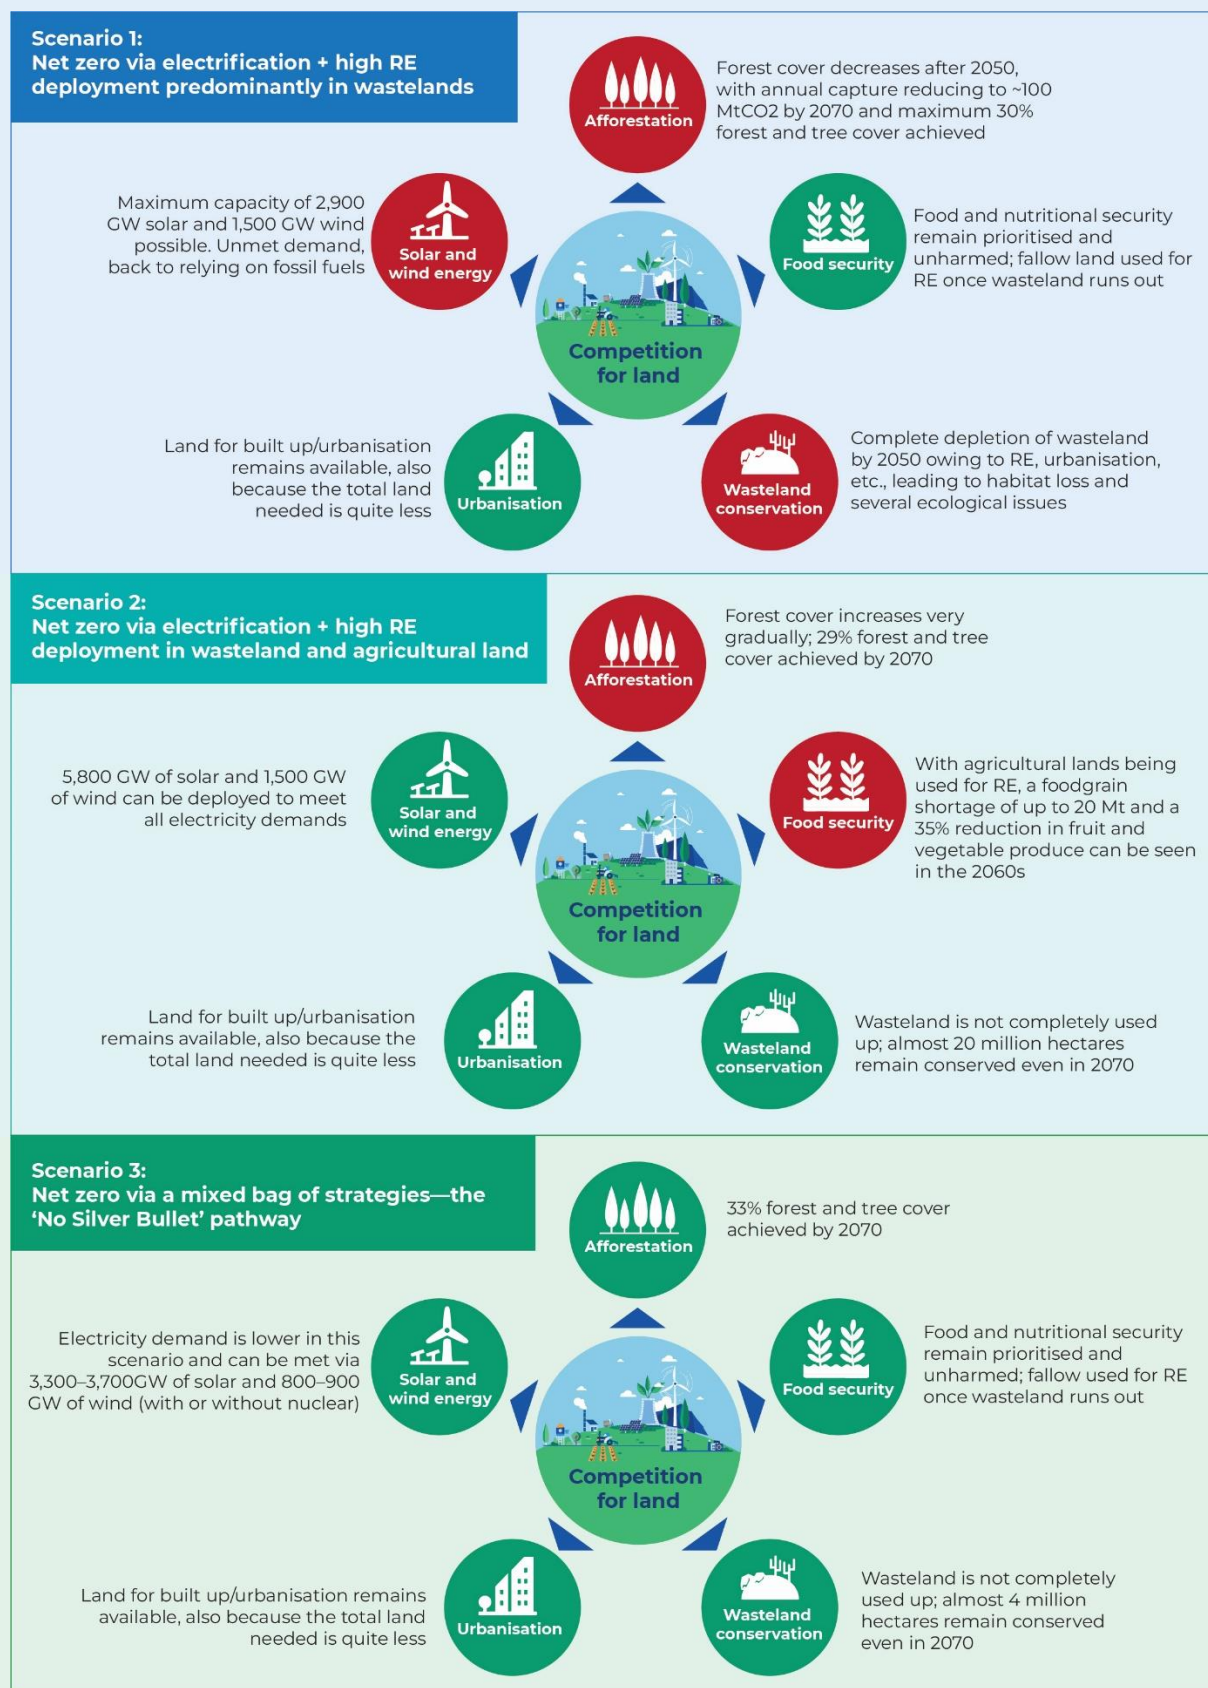 Scenario 1:
Net zero via electrification + high RE
deployment predominantly in wastelands
Afforestation
Forest cover decreases after 2050,
with annual capture reducing to ~100
MtCO2 by 2070 and maximum 30%
forest and tree cover achieved
Maximum capacity of 2,900
GW solar and 1,500 GW wind
possible. Unmet demand,
back to relying on fossil fuels
Solar and
wind energy
Food security
Food and nutritional security
remain prioritised and
unharmed; fallow land used for
RE once wasteland runs out
Competition
for land
Land for built up/urbanisation
remains available, also
because the total land
needed is quite less
Urbanisation
Wasteland
conservation
Complete depletion of wasteland
by 2050 owing to RE, urbanisation,
etc., leading to habitat loss and
several ecological issues
Scenario 2:
Net zero via electrification + high RE
deployment in wasteland and agricultural land
Afforestation
Forest cover increases very
gradually; 29% forest and tree
cover achieved by 2070
5,800 GW of solar and 1,500 GW
of wind can be deployed to meet
all electricity demands
Solar and
wind energy
Food security
With agricultural lands being
used for RE, a foodgrain
shortage of up to 20 Mt and a
35% reduction in fruit and
vegetable produce can be seen
in the 2060s
Competition
for land
Land for built up/urbanisation
remains available, also because the
total land needed is quite less
Urbanisation
Wasteland
conservation
Wasteland is not completely used
up; almost 20 million hectares
remain conserved even in 2070
Scenario 3:
Net zero via a mixed bag of strategies—the
‘No Silver Bullet’ pathway
Afforestation
33% forest and tree cover
achieved by 2070
Electricity demand is lower in this
scenario and can be met via
3,300–3,700GW of solar and 800–900
GW of wind (with or without nuclear)
Solar and
wind energy
Food security
Food and nutritional security
remain prioritised and
unharmed; fallow used for RE
once wasteland runs out
Competition
for land
Land for built up/urbanisation remains
available, also because the total land
needed is quite less
Urbanisation
Wasteland
conservation
Wasteland is not completely
used up; almost 4 million
hectares remain conserved
even in 2070